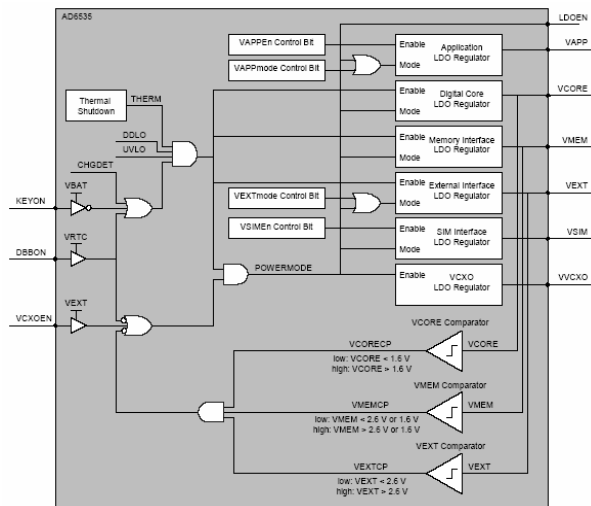 AD6535
LDOEN
VAPPEn Control Bit
Enable
Application
LDO Regulator
VAPP
VAPPmode Control Bit
Mode
Thermal
Shutdown
THERM
Enable
Digital Core
LDO Regulator
VCORE
Mode
DDLO
UVLO
Enable
Memory Interface
LDO Regulator
VMEM
Mode
CHGDET
VBAT
KEYON
VEXTmode Control Bit
Enable
External Interface
LDO Regulator
VEXT
Mode
VSIMEn Control Bit
Enable
SIM Interface
LDO Regulator
VSIM
Mode
VRTC
DBBON
POWERMODE
Enable
VCXO
LDO Regulator
VVCXO
VEXT
VCXOEN
VCORE Comparator
VCORECP
VCORE
low: VCORE < 1.6 V
high: VCORE > 1.6 V
VMEM Comparator
VMEMCP
VMEM
low: VMEM < 2.6 V or 1.6 V
high: VMEM > 2.6 V or 1.6 V
VEXT Comparator
VEXTCP
VEXT
low: VEXT < 2.6 V
high: VEXT > 2.6 V